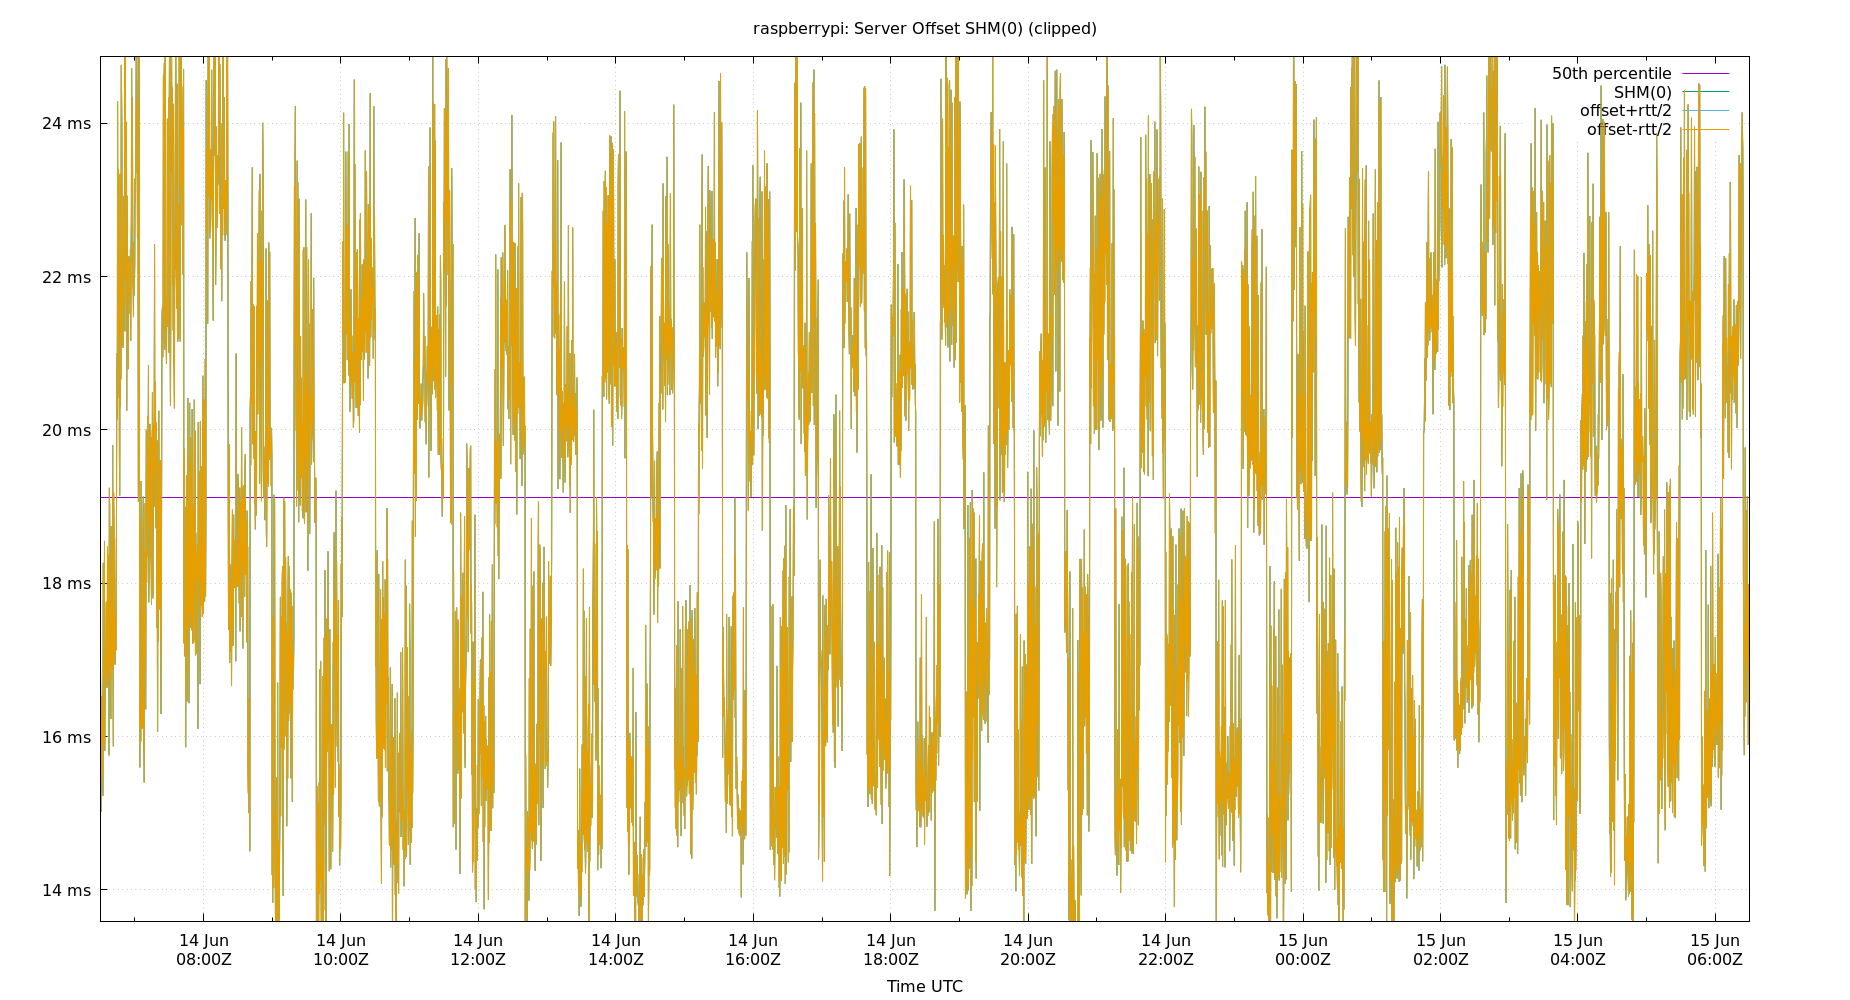 raspberrypi: Server Offset SHM(0) (clipped)
50th percentile
SHM(0)
offset+rtt/2
offset-rtt/2
24 ms
22 ms
20 ms
18 ms
16 ms
14 ms
14 Jun 14 Jun 14 Jun 14 Jun 14 Jun 14 Jun 14 Jun 14 Jun 15 Jun 15 Jun 15 Jun 15 Jun
08:00Z 10:00Z 12:00Z 14:00Z 16:00Z 18:00Z 20:00Z 22:00Z 00:00Z 02:00Z 04:00Z 06:00Z
Time UTC